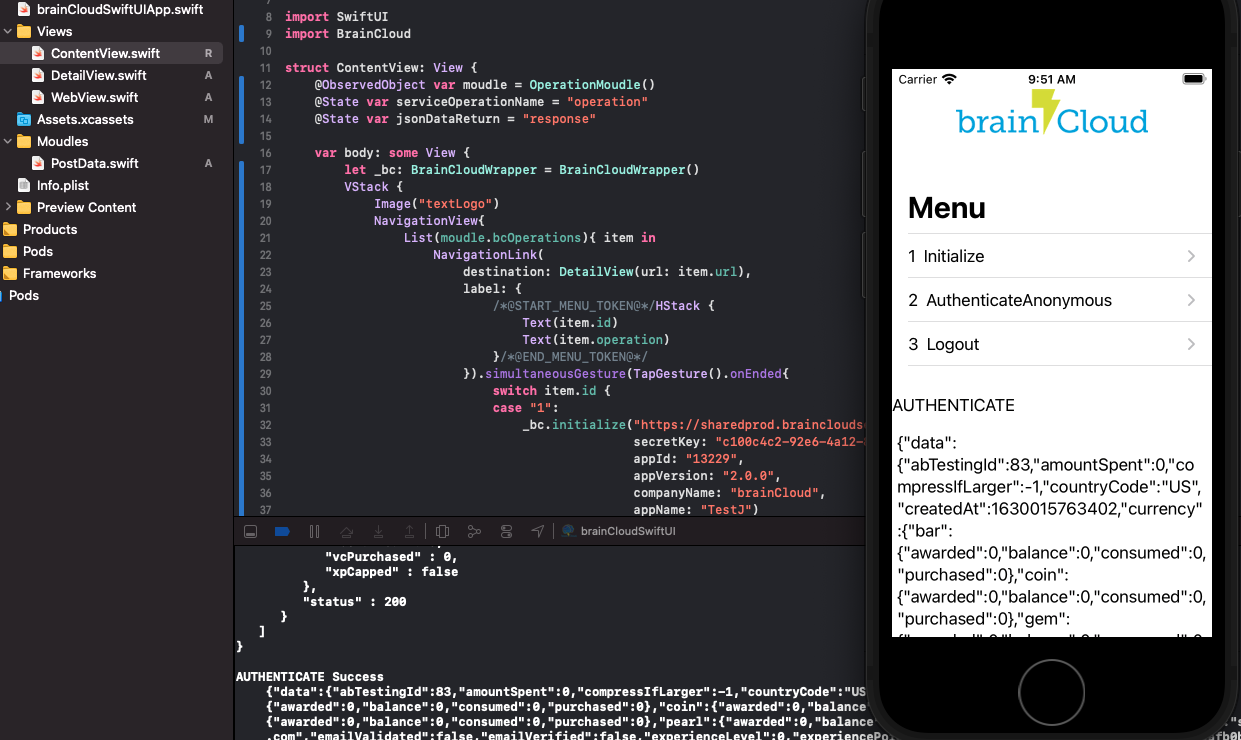 brainCloudSwiftUIApp.swift
Views
ContentView.swift R
DetailView.swift A
WebView.swift A
Assets.xcassets M
Moudles
PostData.swift A
Info.plist
Preview Content
Products
Pods
Frameworks
Pods
8 import SwiftUI
9 import BrainCloud
10
11 struct ContentView: View {
12 @ObservedObject var moudle = OperationMoudle()
13 @State var serviceOperationName = "operation"
14 @State var jsonDataReturn = "response"
15
16 var body: some View {
17 let _bc: BrainCloudWrapper = BrainCloudWrapper()
18 VStack {
19 Image("textLogo")
20 NavigationView{
21 List(moudle.bcOperations){ item in
22 NavigationLink(
23 destination: DetailView(url: item.url),
24 label: {
25 /*@START_MENU_TOKEN@*/HStack {
26 Text(item.id)
27 Text(item.operation)
28 }/*@END_MENU_TOKEN@*/
29 }).simultaneousGesture(TapGesture().onEnded{
30 switch item.id {
31 case "1":
32 _bc.initialize("https://sharedprod.braincloudse
33 secretKey: "c100c4c2-92e6-4a12-
34 appId: "13229",
35 appVersion: "2.0.0",
36 companyName: "brainCloud",
37 appName: "TestJ")
brainCloudSwiftUI
"vcPurchased" : 0,
"xpCapped" : false
},
"status" : 200
}
]
}
AUTHENTICATE Success
{"data":{"abTestingId":83,"amountSpent":0,"compressIfLarger":-1,"countryCode":"US
{"awarded":0,"balance":0,"consumed":0,"purchased":0},"coin":{"awarded":0,"balanc
{"awarded":0,"balance":0,"consumed":0,"purchased":0},"pearl":{"awarded":0,"balance"
.com","emailValidated":false,"emailVerified":false,"experienceLevel":0,"experiencePoi
Carrier 9:51 AM
brainCloud
Menu
1 Initialize
2 AuthenticateAnonymous
3 Logout
AUTHENTICATE
{"data":
{"abTestingId":83,"amountSpent":0,"co
mpressIfLarger":-1,"countryCode":"US",
"createdAt":1630015763402,"currency"
:{"bar":
{"awarded":0,"balance":0,"consumed":0,
"purchased":0},"coin":
{"awarded":0,"balance":0,"consumed":0,
"purchased":0},"gem":